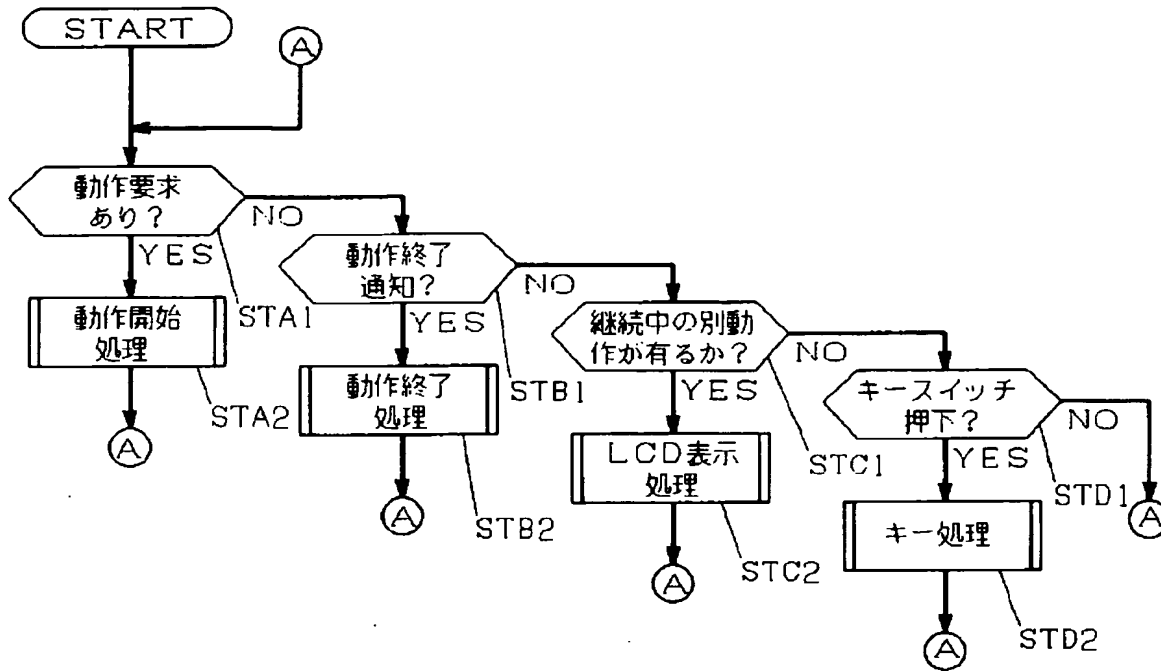 START
A
動作要求
あり?
NO
YES
STA1
動作開始
処理
STA2
A
動作終了
通知?
NO
YES
STB1
動作終了
処理
STB2
A
継続中の別動
作が有るか?
NO
YES
STC1
LCD表示
処理
STC2
A
キースイッチ
押下?
NO
YES
STD1
A
キー処理
STD2
A